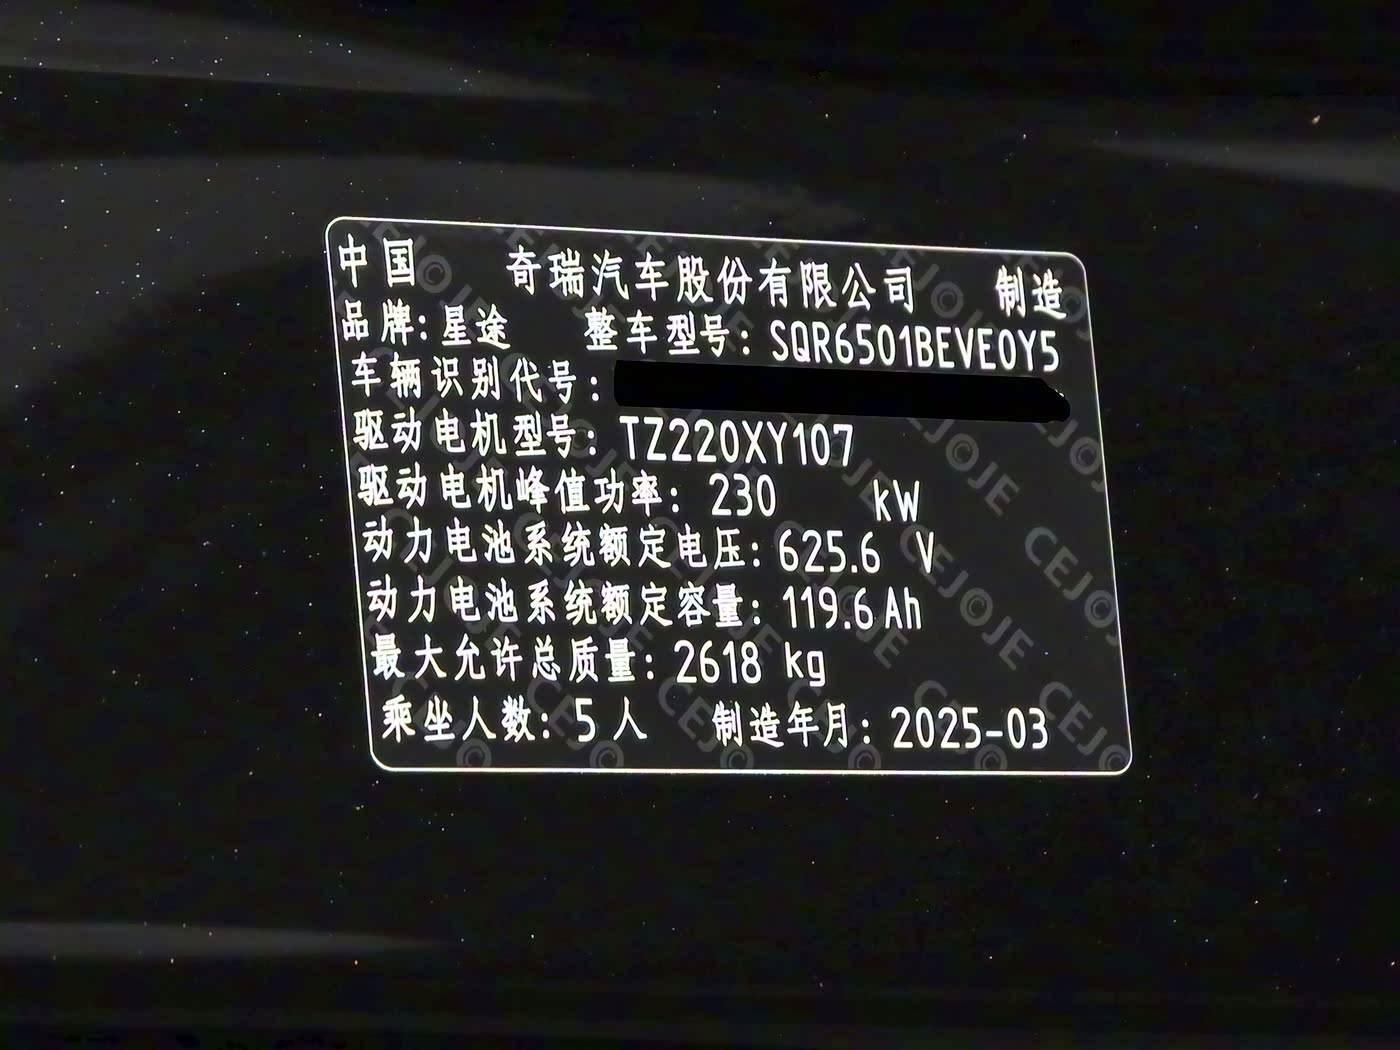 中国 奇瑞汽车股份有限公司 制造
品牌:星途 整车型号:SQR6501BEVE0Y5
车辆识别代号:
驱动电机型号:TZ220XY107
驱动电机峰值功率:230 kW
动力电池系统额定电压:625.6 V
动力电池系统额定容量:119.6Ah
最大允许总质量:2618 kg
乘坐人数:5人 制造年月:2025-03